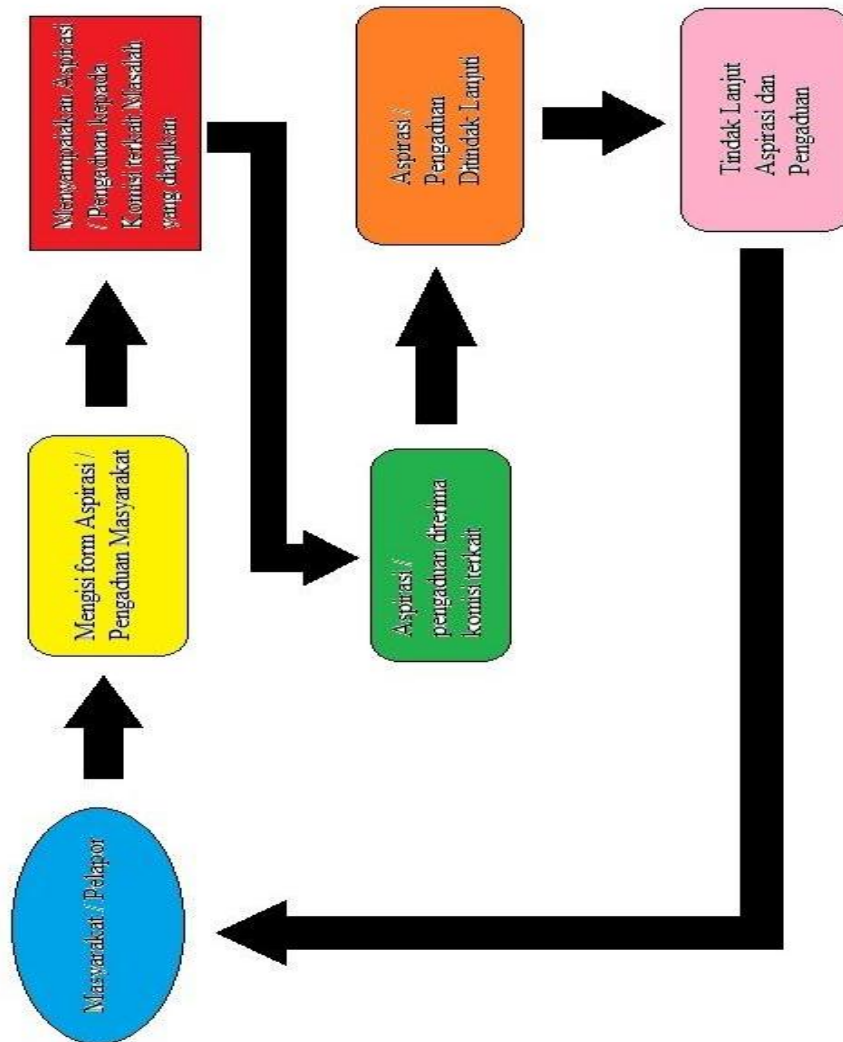 Masyarakat / Pelapor
Mengisi form Aspirasi /
Pengaduan Masyarakat
Menyampaiakan Aspirasi
/ Pengaduan kepada
Komisi terkait Masalah
yang diajukan
Aspirasi /
pengaduan diterima
komisi terkait
Aspirasi /
Pengaduan
Ditindak Lanjuti
Tindak Lanjut
Aspirasi dan
Pengaduan